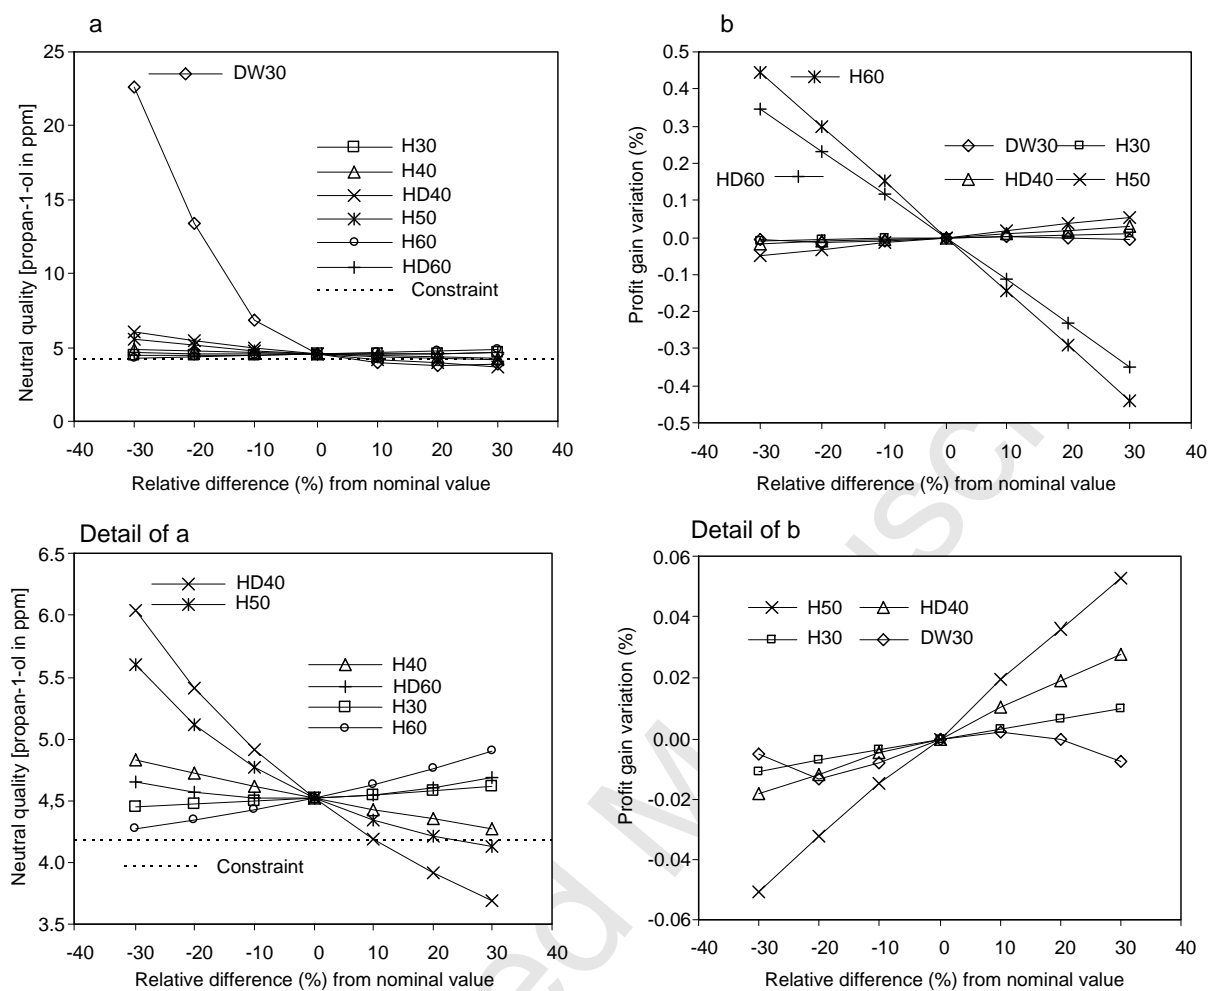 a
Neutral quality [propan-1-ol in ppm]
25
20
15
10
5
0
DW30
H30
H40
HD40
H50
H60
HD60
Constraint
-40 -30 -20 -10 0 10 20 30 40
Relative difference (%) from nominal value
b
Profit gain variation (%)
0.5
0.4
0.3
0.2
0.1
0.0
-0.1
-0.2
-0.3
-0.4
-0.5
H60
DW30 H30
HD60 HD40 H50
-40 -30 -20 -10 0 10 20 30 40
Relative difference (%) from nominal value
Detail of a
Neutral quality [propan-1-ol in ppm]
6.5
6.0
5.5
5.0
4.5
4.0
3.5
HD40
H50
H40
HD60
H30
H60
Constraint
-40 -30 -20 -10 0 10 20 30 40
Relative difference (%) from nominal value
Detail of b
Profit gain variation (%)
0.06
0.04
0.02
0.00
-0.02
-0.04
-0.06
H50 HD40
H30 DW30
-40 -30 -20 -10 0 10 20 30 40
Relative difference (%) from nominal value